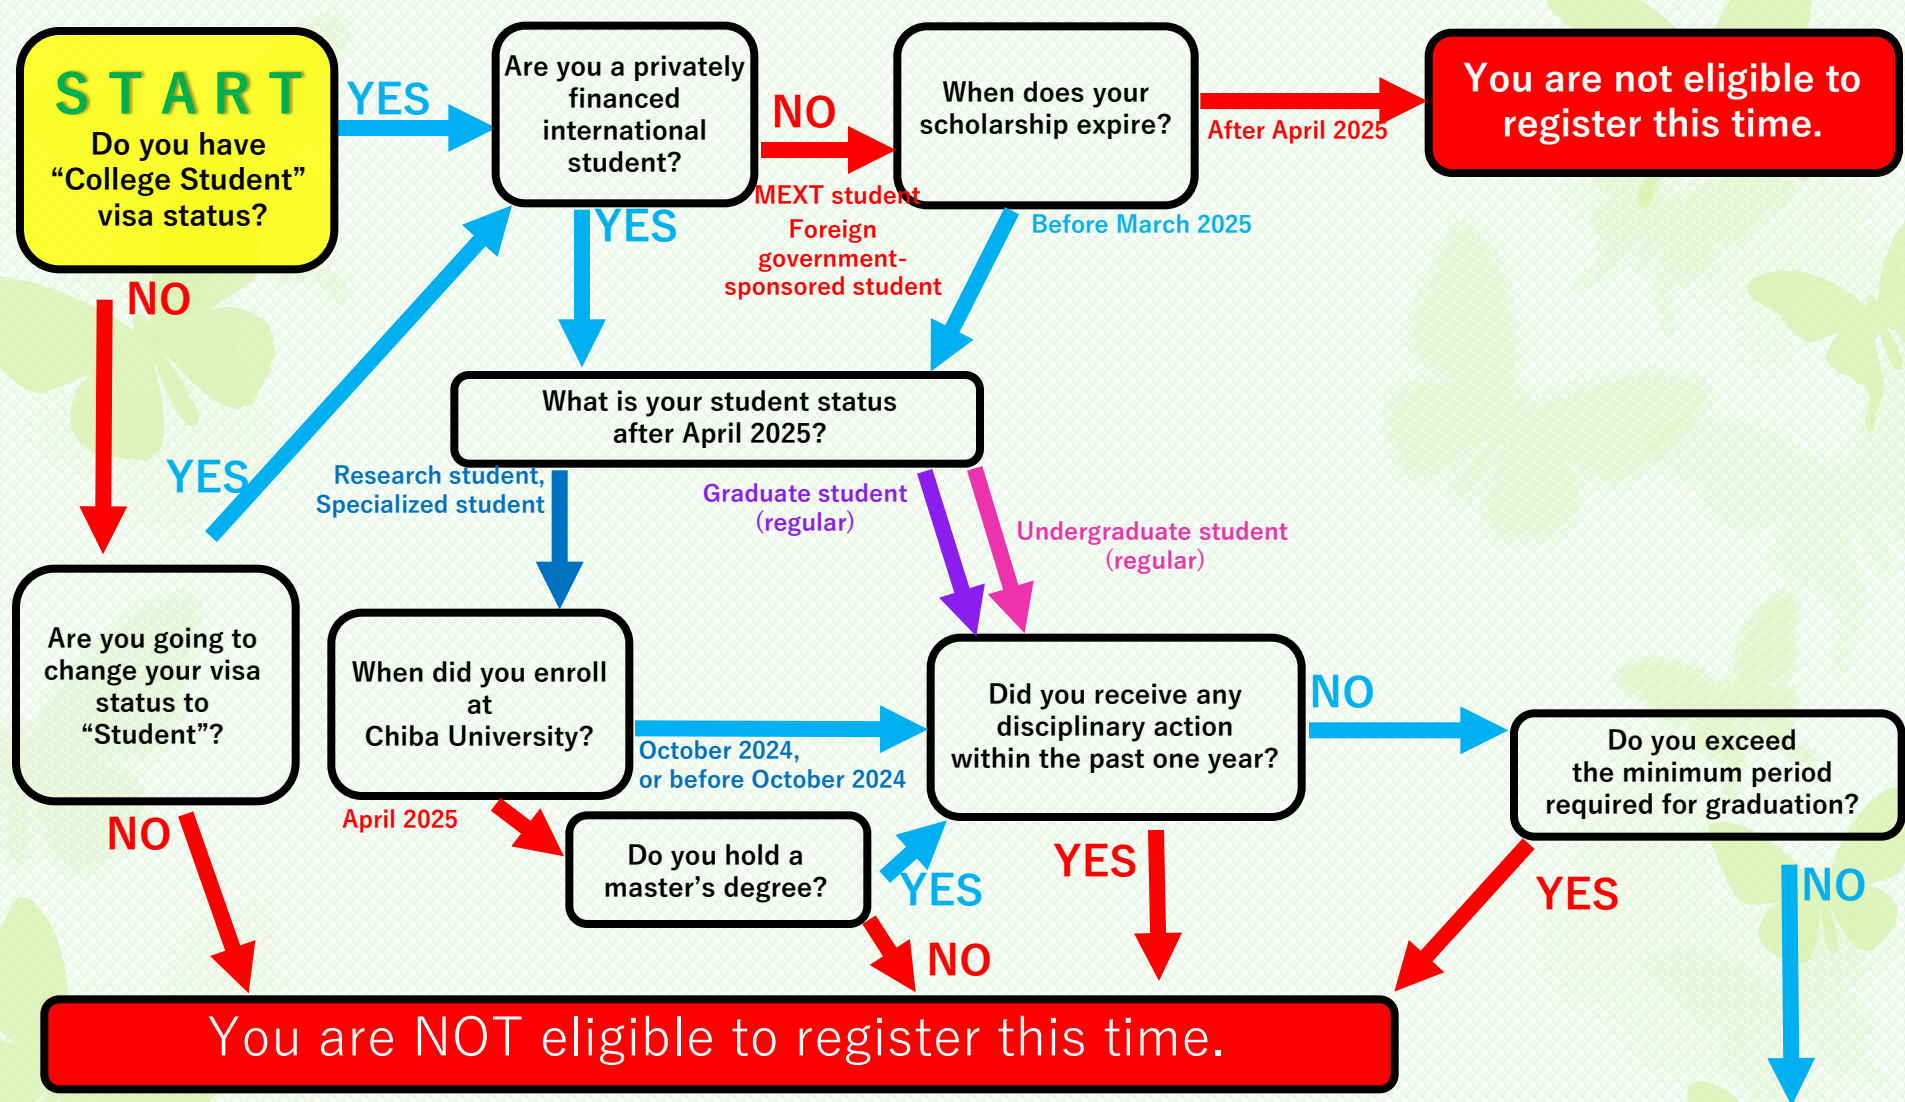 START
Do you have
“College Student”
visa status?
YES
NO
Are you a privately
financed
international
student?
NO
MEXT student
Foreign
government-
sponsored student
YES
When does your
scholarship expire?
After April 2025
Before March 2025
You are not eligible to
register this time.
What is your student status
after April 2025?
YES
Research student,
Specialized student
Graduate student
(regular)
Undergraduate student
(regular)
Are you going to
change your visa
status to
“Student”?
NO
When did you enroll
at
Chiba University?
October 2024,
or before October 2024
April 2025
Do you hold a
master’s degree?
YES
NO
Did you receive any
disciplinary action
within the past one year?
NO
YES
Do you exceed
the minimum period
required for graduation?
YES
NO
You are NOT eligible to register this time.